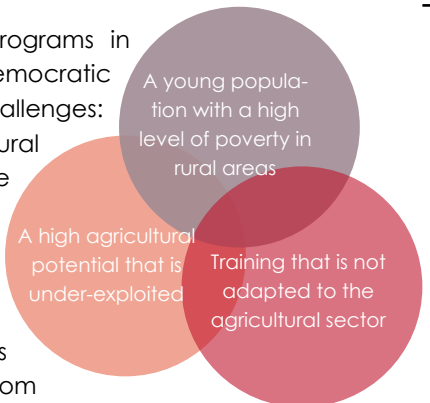 rograms in
emocratic
allenges:
ural
e
s
om
A young popula-
tion with a high
level of poverty in
rural areas
A high agricultural
potential that is
under-exploited
Training that is not
adapted to the
agricultural sector